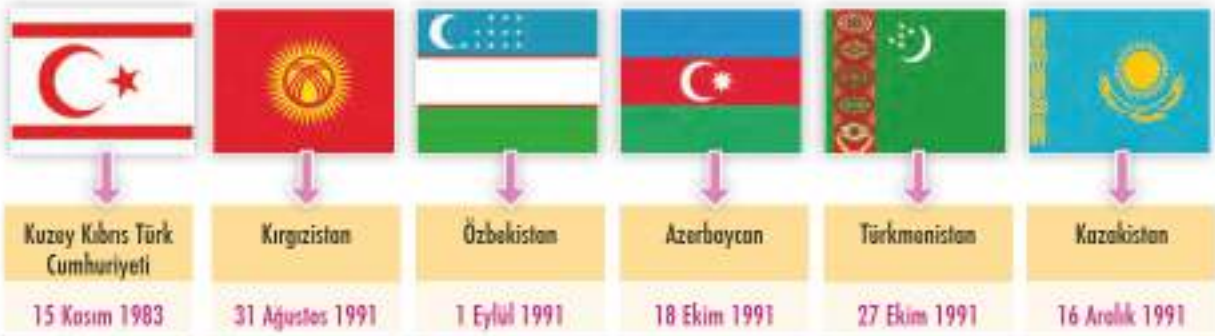 Kuzey Kıbrıs Türk
Cumhuriyeti
15 Kasım 1983
Kırgızistan
31 Ağustos 1991
Özbekistan
1 Eylül 1991
Azerbaycan
18 Ekim 1991
Türkmenistan
27 Ekim 1991
Kazakistan
16 Aralık 1991